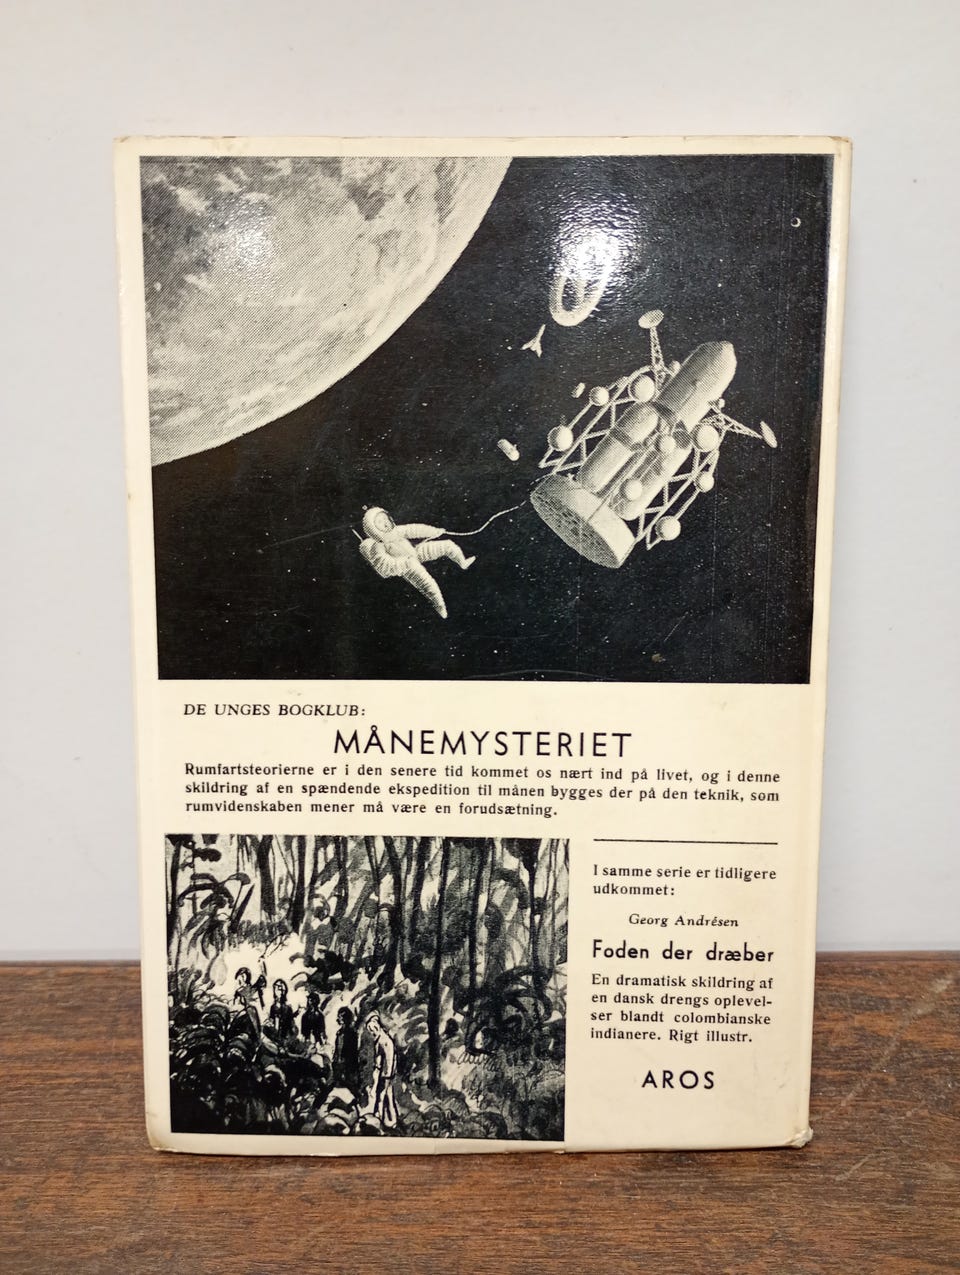 DE UNGES BOGKLUB:
MÅNEMYSTERIET
Rumfartsteorierne er i den senere tid kommet os nært ind på livet, og i denne
skildring af en spændende ekspedition til månen bygges der på den teknik, som
rumvidenskaben mener må være en forudsætning.
I samme serie er tidligere
udkommet:
Georg Andrésen
Foden der dræber
En dramatisk skildring af
en dansk drengs oplevel-
ser blandt colombianske
indianere. Rigt illustr.
AROS